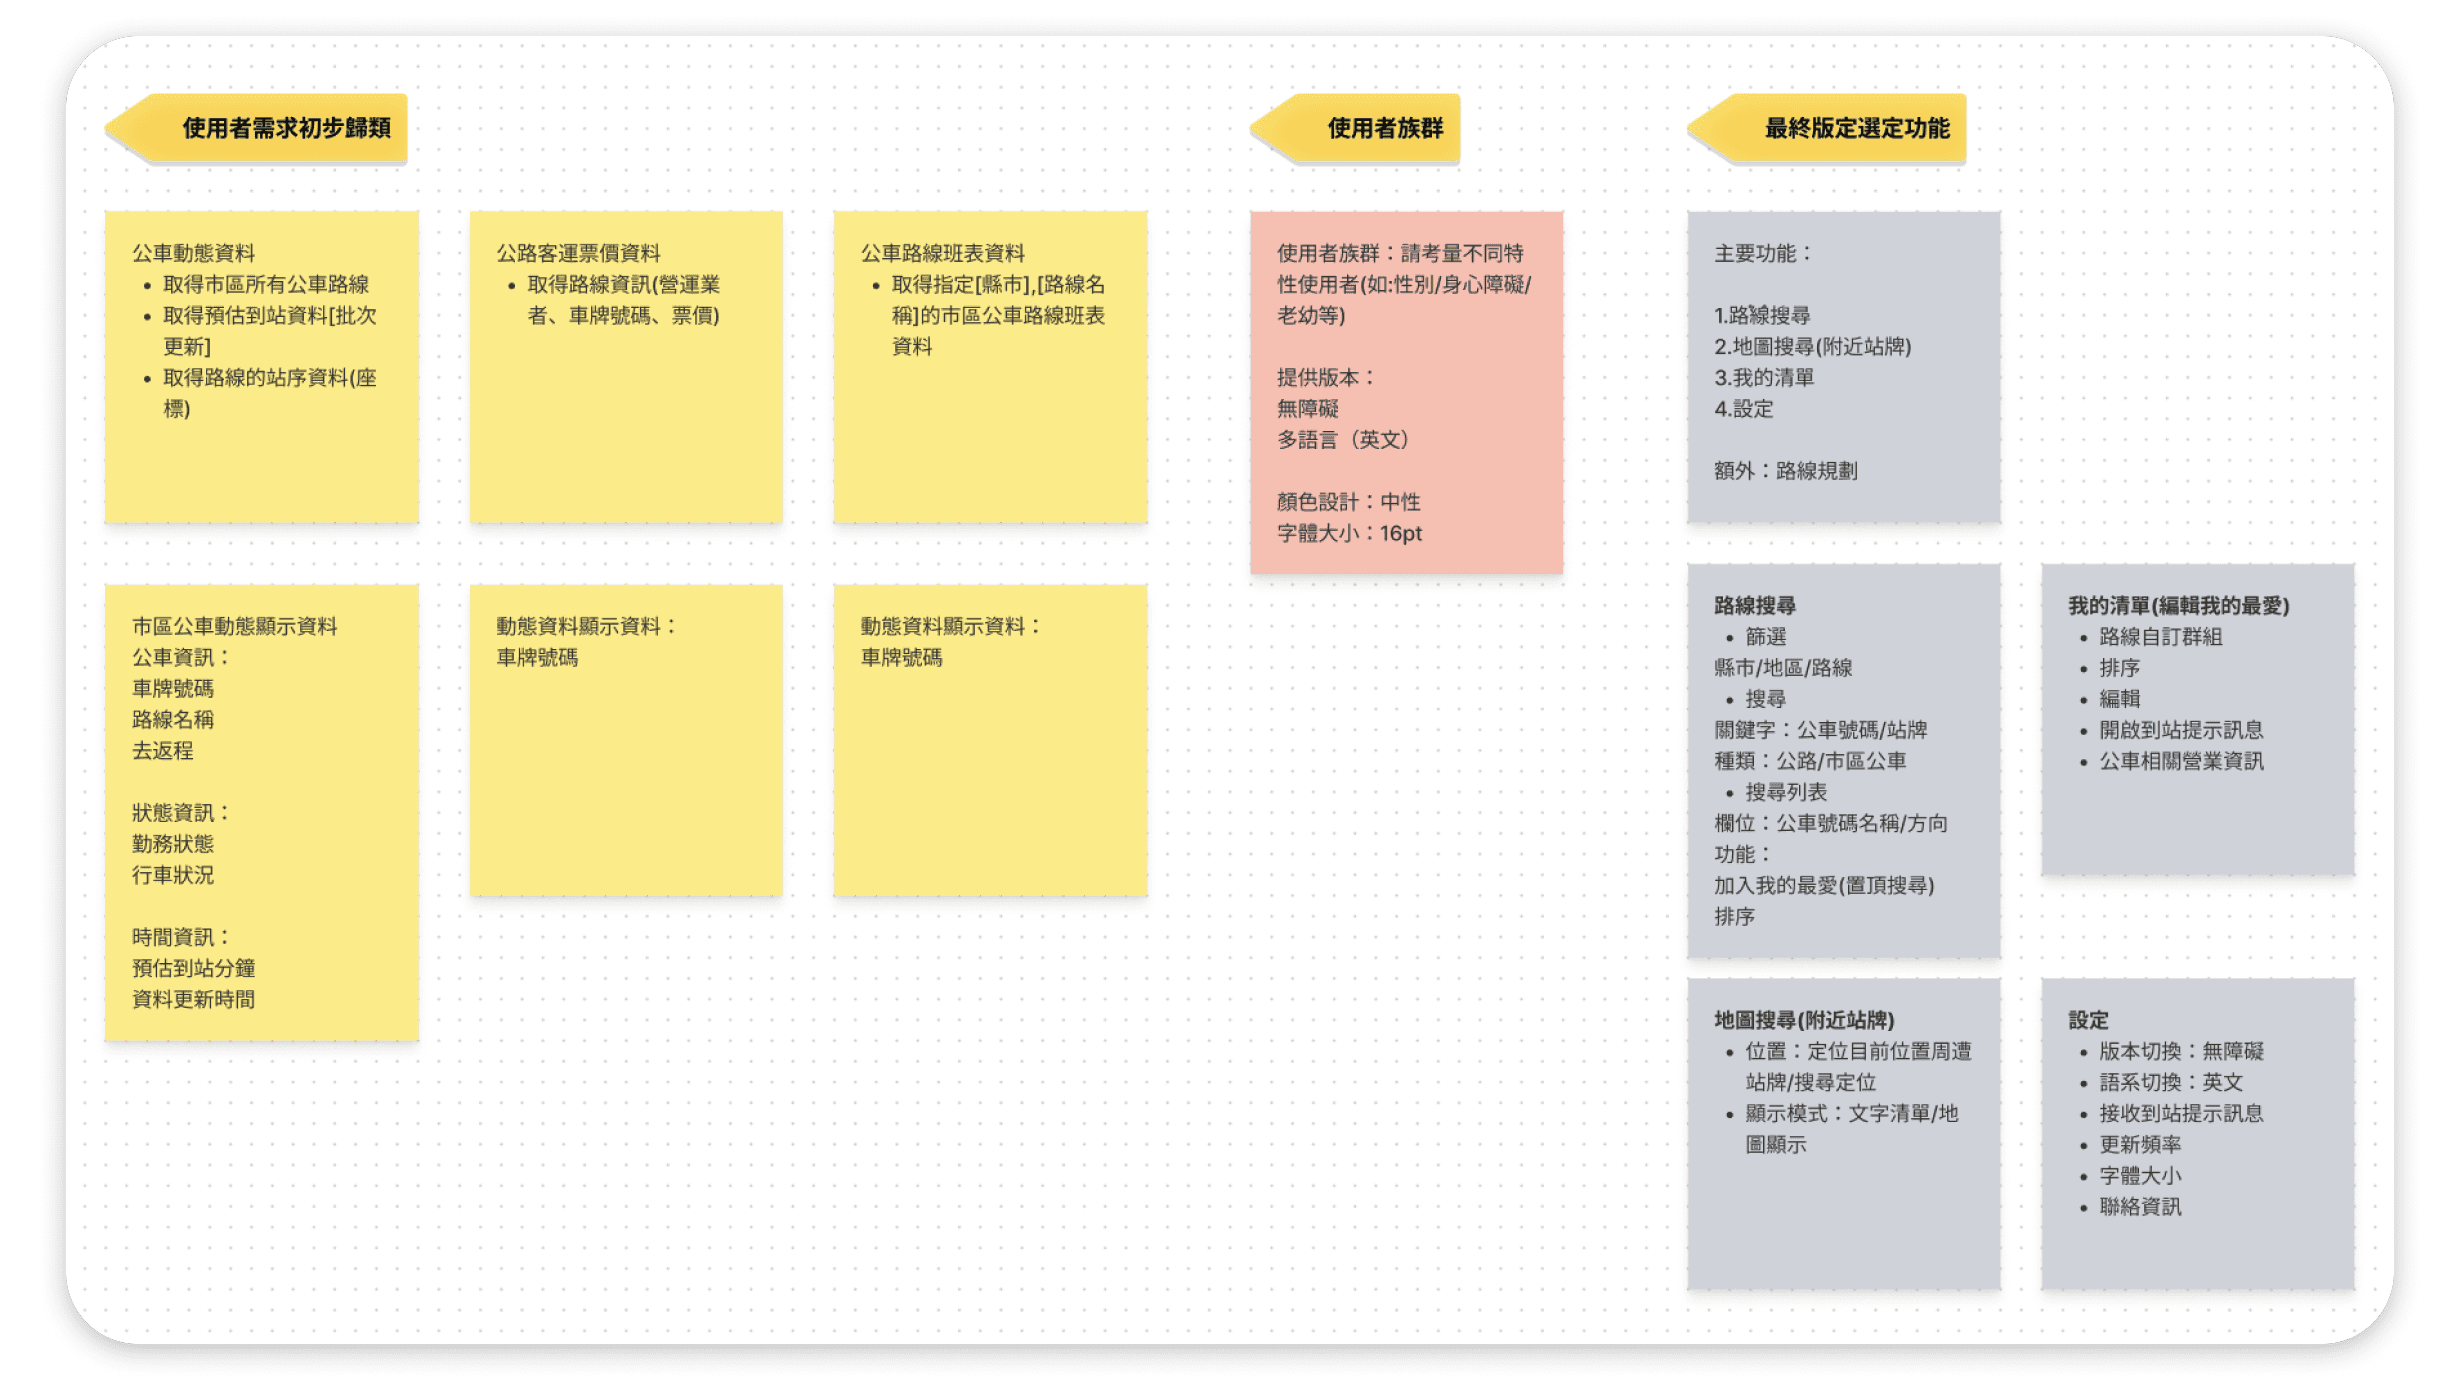 使用者需求初步歸類
公車動態資料
• 取得市區所有公車路線
• 取得預估到站資料[批次
更新]
• 取得路線的站序資料(座
標)
公路客運票價資料
• 取得路線資訊(營運業
者、車牌號碼、票價)
公車路線班表資料
• 取得指定[縣市],[路線名
稱]的市區公車路線班表
資料
市區公車動態顯示資料
公車資訊：
車牌號碼
路線名稱
去返程
狀態資訊：
勤務狀態
行車狀況
時間資訊：
預估到站分鐘
資料更新時間
動態資料顯示資料：
車牌號碼
動態資料顯示資料：
車牌號碼
使用者族群
使用者族群：請考量不同特
性使用者(如:性別/身心障礙/
老幼等)
提供版本：
無障礙
多語言（英文）
顏色設計：中性
字體大小：16pt
最終版定選定功能
主要功能：
1.路線搜尋
2.地圖搜尋(附近站牌)
3.我的清單
4.設定
額外：路線規劃
路線搜尋
• 篩選
縣市/地區/路線
• 搜尋
關鍵字：公車號碼/站牌
種類：公路/市區公車
• 搜尋列表
欄位：公車號碼名稱/方向
功能：
加入我的最愛(置頂搜尋)
排序
我的清單(編輯我的最愛)
• 路線自訂群組
• 排序
• 編輯
• 開啟到站提示訊息
• 公車相關營業資訊
地圖搜尋(附近站牌)
• 位置：定位目前位置周遭
站牌/搜尋定位
• 顯示模式：文字清單/地
圖顯示
設定
• 版本切換：無障礙
• 語系切換：英文
• 接收到站提示訊息
• 更新頻率
• 字體大小
• 聯絡資訊